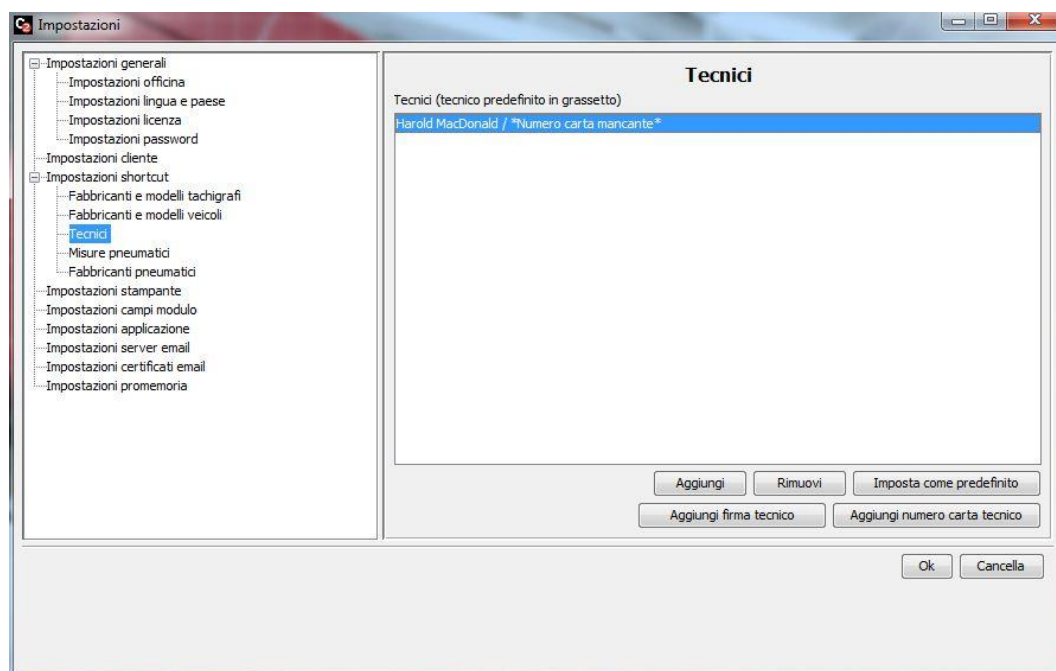 C2 Impostazioni
Impostazioni generali
Impostazioni officina
Impostazioni lingua e paese
Impostazioni licenza
Impostazioni password
Impostazioni cliente
Impostazioni shortcut
Fabbricanti e modelli tachigrafi
Fabbricanti e modelli veicoli
Tecnici
Misure pneumatici
Fabbricanti pneumatici
Impostazioni stampante
Impostazioni campi modulo
Impostazioni applicazione
Impostazioni server email
Impostazioni certificati email
Impostazioni promemoria
Tecnici
Tecnici (tecnico predefinito in grassetto)
Harold MacDonald / *Numero carta mancante*
Aggiungi Rimuovi Imposta come predefinito
Aggiungi firma tecnico Aggiungi numero carta tecnico
Ok Cancella